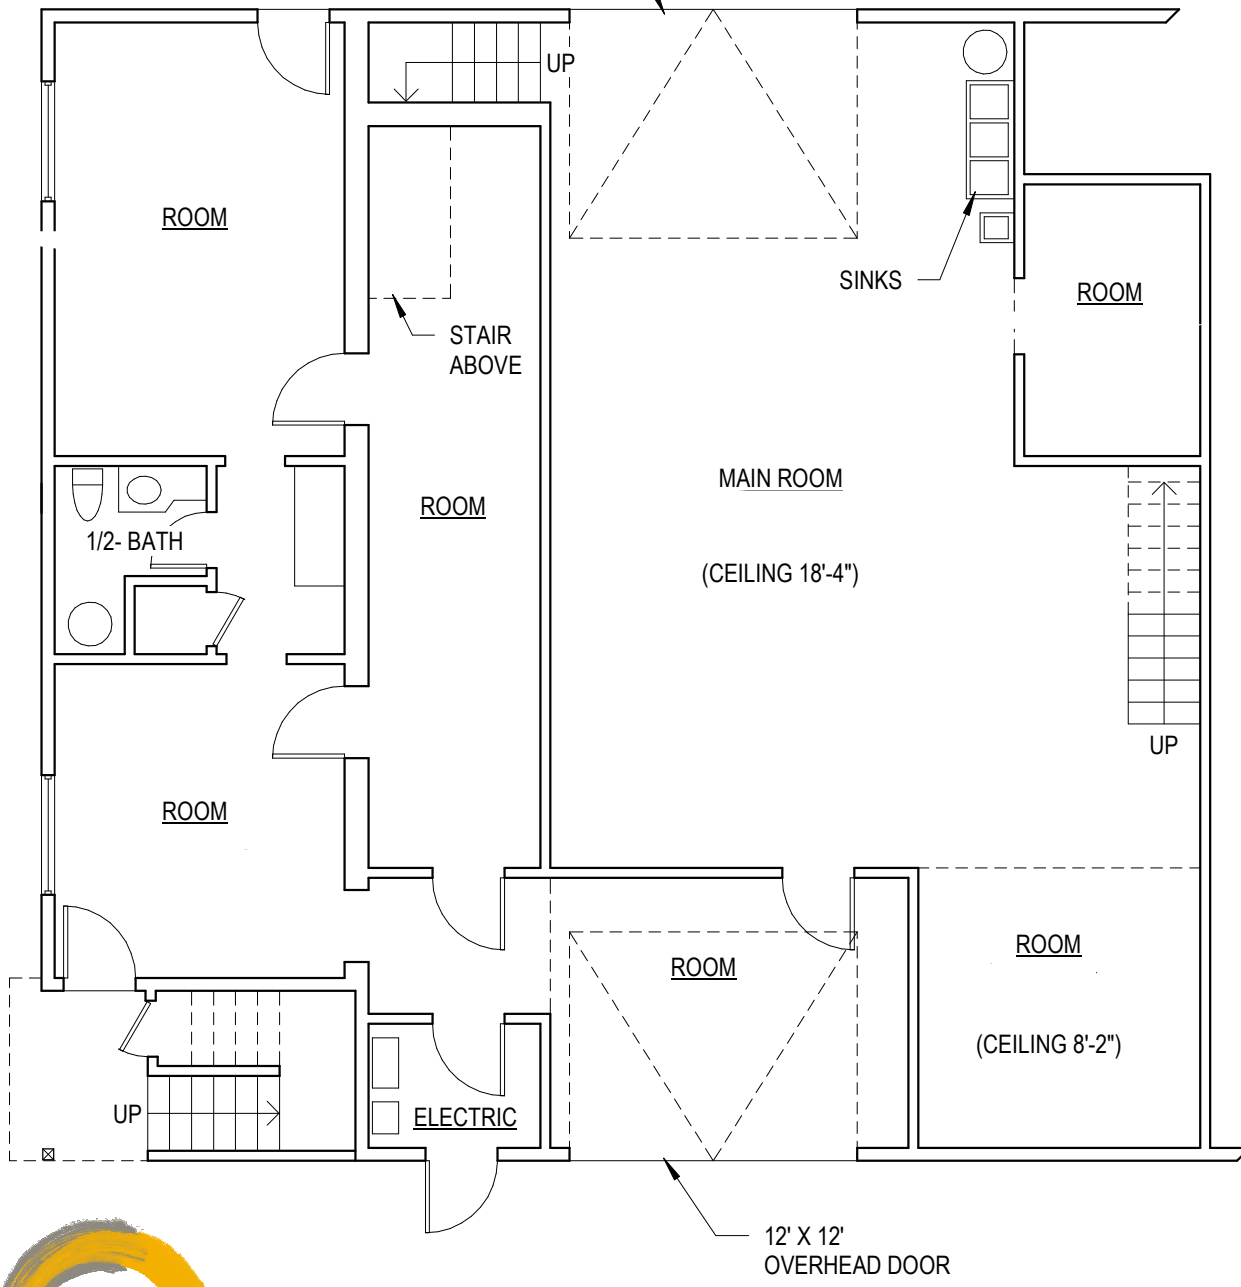 UP
ROOM
SINKS
ROOM
STAIR
ABOVE
MAIN ROOM
ROOM
1/2- BATH
(CEILING 18'-4")
UP
ROOM
ROOM
ROOM
(CEILING 8'-2")
UP
ELECTRIC
12' X 12'
OVERHEAD DOOR